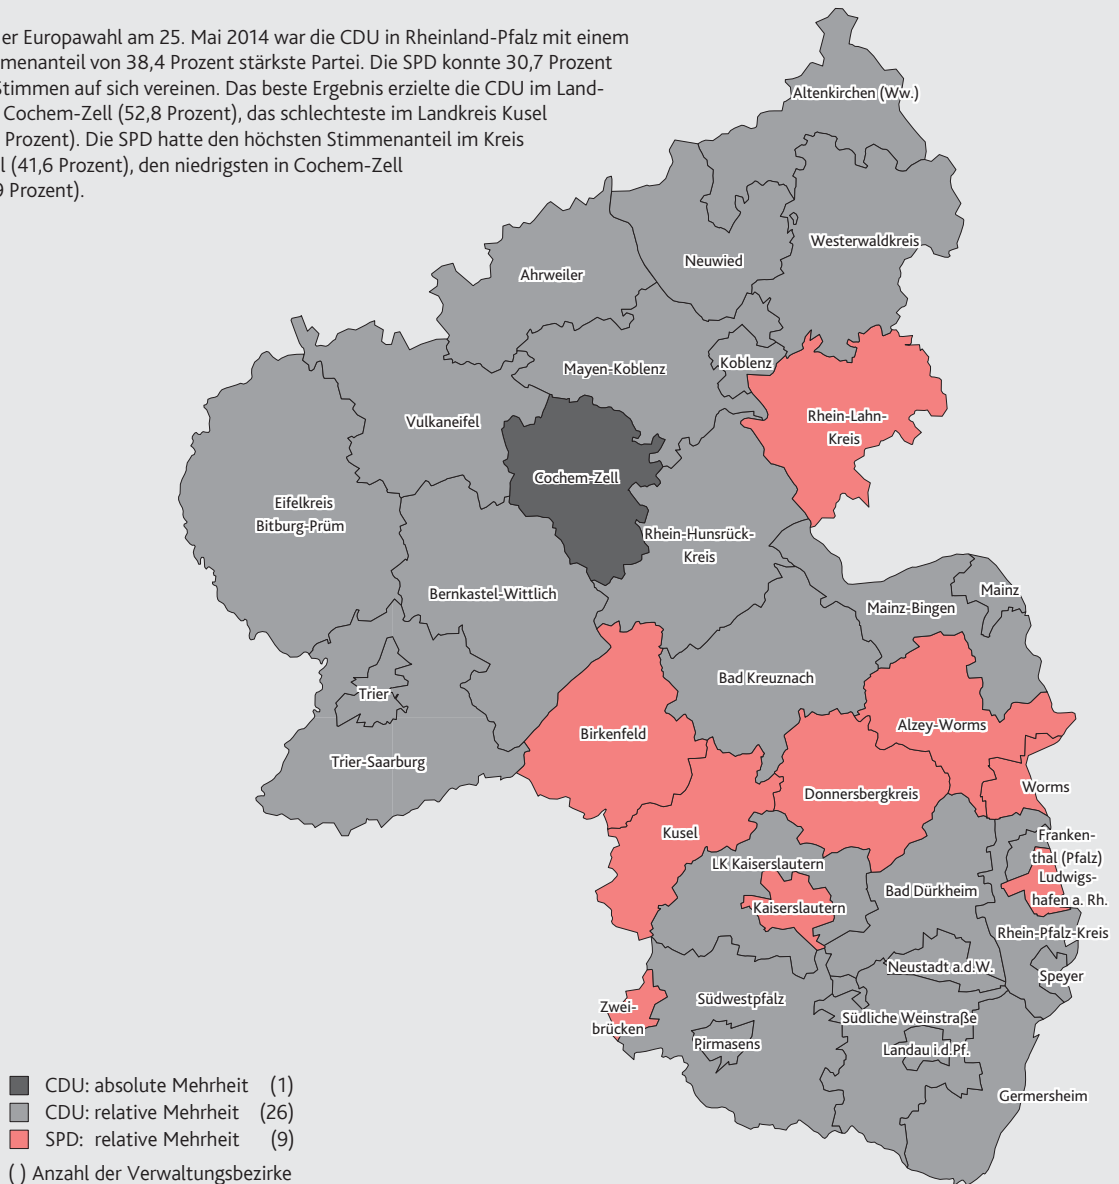 er Europawahl am 25. Mai 2014 war die CDU in Rheinland-Pfalz mit einem
menanteil von 38,4 Prozent stärkste Partei. Die SPD konnte 30,7 Prozent
Stimmen auf sich vereinen. Das beste Ergebnis erzielte die CDU im Land-
Cochem-Zell (52,8 Prozent), das schlechteste im Landkreis Kusel
Prozent). Die SPD hatte den höchsten Stimmenanteil im Kreis
l (41,6 Prozent), den niedrigsten in Cochem-Zell
9 Prozent).
Altenkirchen (Ww.)
Westerwaldkreis
Neuwied
Ahrweiler
Koblenz
Mayen-Koblenz
Rhein-Lahn-
Kreis
Vulkaneifel
Cochem-Zell
Eifelkreis
Bitburg-Prüm
Rhein-Hunsrück-
Kreis
Bernkastel-Wittlich
Mainz
Mainz-Bingen
Bad Kreuznach
Trier
Alzey-Worms
Birkenfeld
Trier-Saarburg
Worms
Donnersbergkreis
Kusel
Franken-
thal (Pfalz)
LK Kaiserslautern
Ludwigs-
hafen a. Rh.
Bad Dürkheim
Kaiserslautern
Rhein-Pfalz-Kreis
Neustadt a.d.W.
Speyer
Südwestpfalz
Zwei-
brücken
Südliche Weinstraße
Pirmasens
Landau i.d.Pf.
Germersheim
CDU: absolute Mehrheit (1)
CDU: relative Mehrheit (26)
SPD: relative Mehrheit (9)
( ) Anzahl der Verwaltungsbezirke